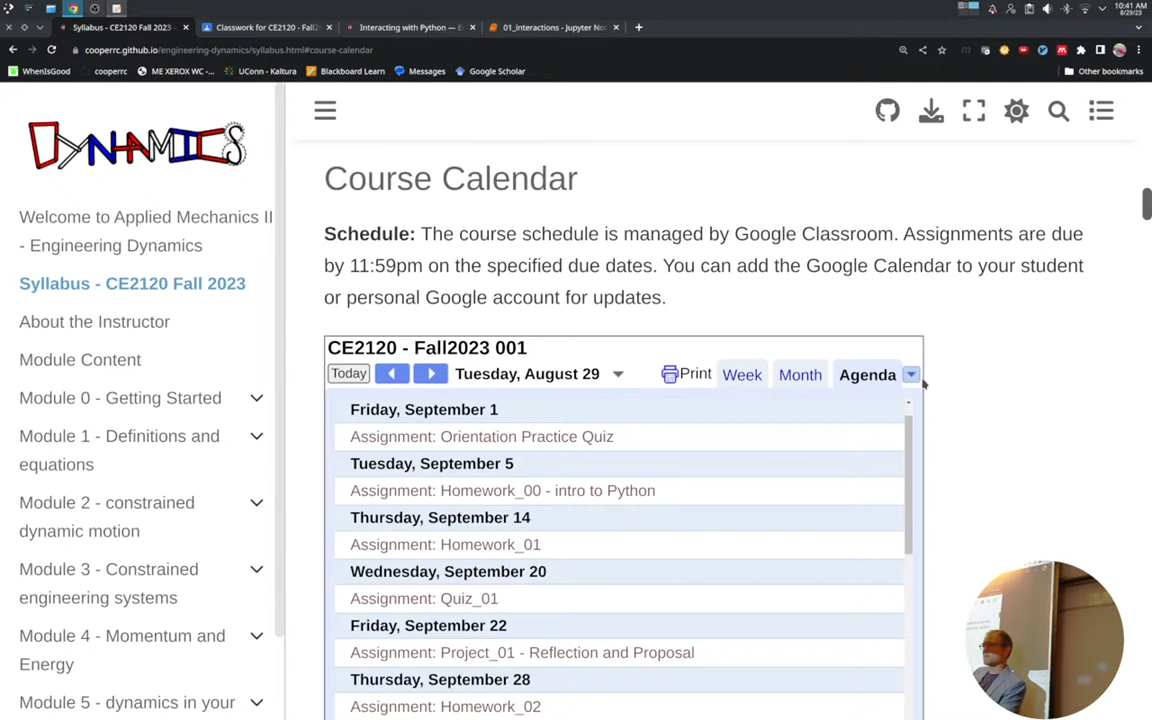 10:41 AM
8/29/23
Syllabus - CE2120 Fall 2023
Classwork for CE2120 - Fall20
Interacting with Python — E
01_interactions - Jupyter No
cooperrc.github.io/engineering-dynamics/syllabus.html#course-calendar
WhenIsGood
cooperrc
ME XEROX WC -...
UConn - Kaltura
Blackboard Learn
Messages
Google Scholar
Other bookmarks
DYNAMICS
Welcome to Applied Mechanics II
- Engineering Dynamics
Syllabus - CE2120 Fall 2023
About the Instructor
Module Content
Module 0 - Getting Started
Module 1 - Definitions and
equations
Module 2 - constrained
dynamic motion
Module 3 - Constrained
engineering systems
Module 4 - Momentum and
Energy
Module 5 - dynamics in your
Course Calendar
Schedule: The course schedule is managed by Google Classroom. Assignments are due
by 11:59pm on the specified due dates. You can add the Google Calendar to your student
or personal Google account for updates.
CE2120 - Fall2023 001
Today
Tuesday, August 29
Print
Week
Month
Agenda
Friday, September 1
Assignment: Orientation Practice Quiz
Tuesday, September 5
Assignment: Homework_00 - intro to Python
Thursday, September 14
Assignment: Homework_01
Wednesday, September 20
Assignment: Quiz_01
Friday, September 22
Assignment: Project_01 - Reflection and Proposal
Thursday, September 28
Assignment: Homework_02